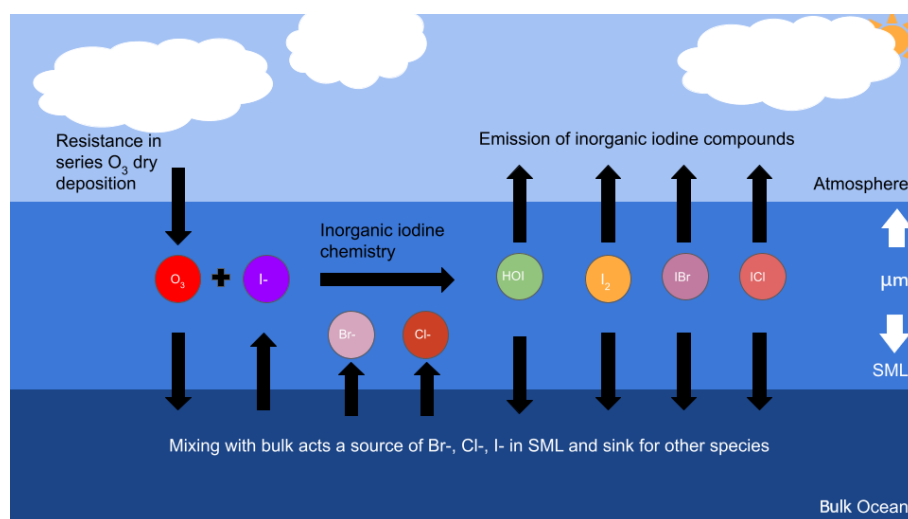 Resistance in
series O₃ dry
deposition
Emission of inorganic iodine compounds
Atmosphere
Inorganic iodine
chemistry
O₃
I-
HOI
I₂
IBr
ICl
μm
Br-
Cl-
SML
Mixing with bulk acts a source of Br-, Cl-, I- in SML and sink for other species
Bulk Ocean